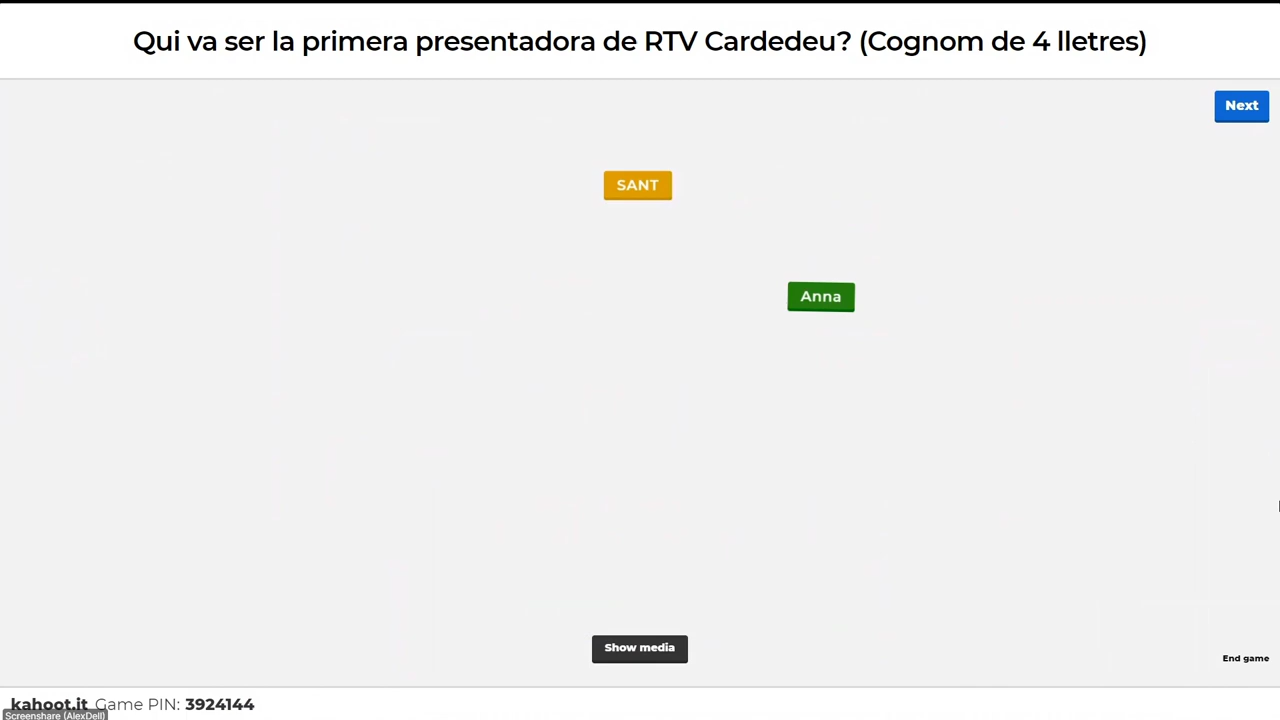 Qui va ser la primera presentadora de RTV Cardedeu? (Cognom de 4 lletres)
Next
SANT
Anna
Show media
End game
kahoot.it Game PIN: 3924144
Screenshare (AlexDell)